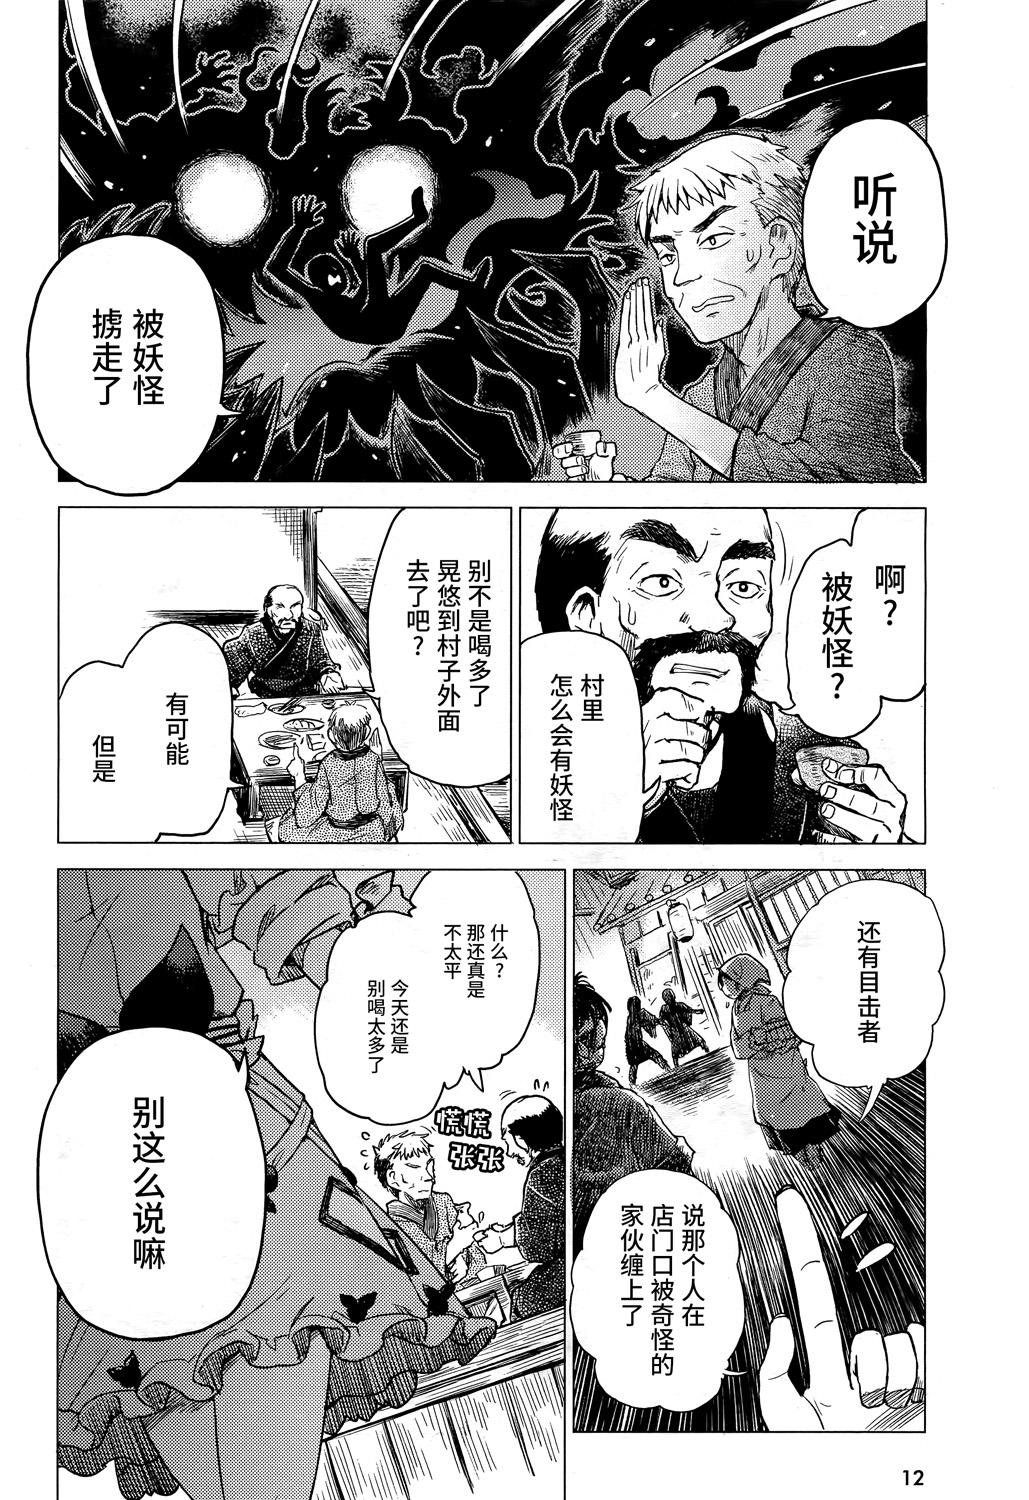 听说
被妖怪
掳走了
啊？
被妖怪？
村里
怎么会有妖怪
别不是喝多了
晃悠到村子外面
去了吧？
有可能
但是
还有目击者
说那个人在
店门口被奇怪的
家伙缠上了
什么？
那还真是
不太平
今天还是
别喝太多了
慌慌
张张
别这么说嘛
12